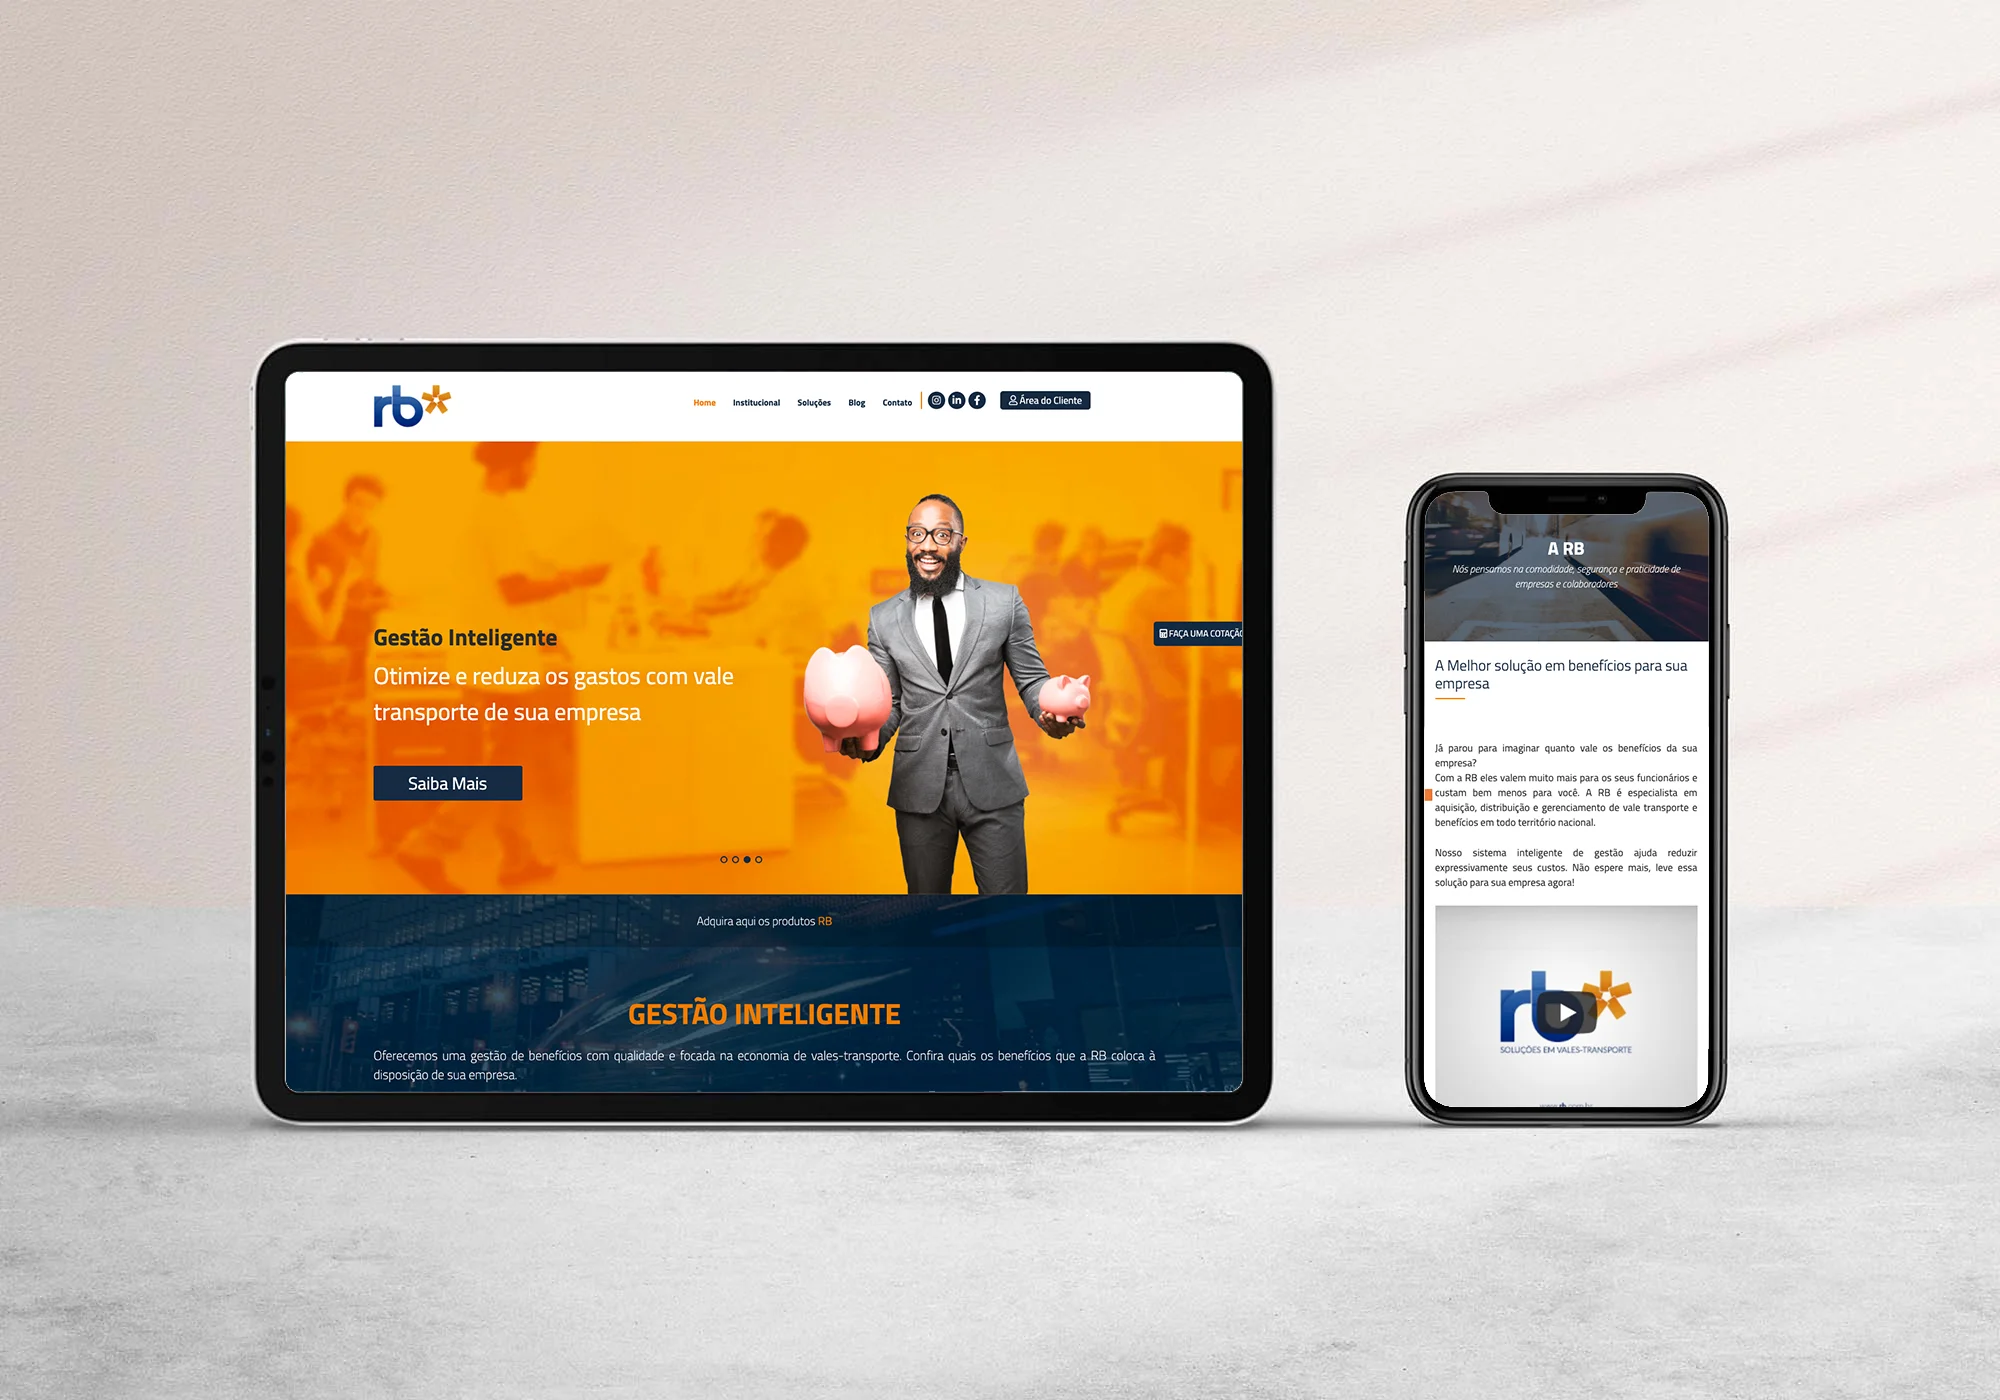 rb
Home Institucional Soluções Blog Contato Área do Cliente
Gestão Inteligente
Otimize e reduza os gastos com vale
transporte de sua empresa
Saiba Mais
FAÇA UMA COTAÇÃO
Adquira aqui os produtos RB
GESTÃO INTELIGENTE
Oferecemos uma gestão de benefícios com qualidade e focada na economia de vales-transporte. Confira quais os benefícios que a RB coloca à
disposição de sua empresa.
A RB
Nós pensamos na comodidade, segurança e praticidade de
empresas e colaboradores
A Melhor solução em benefícios para sua
empresa
Já parou para imaginar quanto vale os benefícios da sua
empresa?
Com a RB eles valem muito mais para os seus funcionários e
custam bem menos para você. A RB é especialista em
aquisição, distribuição e gerenciamento de vale transporte e
benefícios em todo território nacional.
Nosso sistema inteligente de gestão ajuda reduzir
expressivamente seus custos. Não espere mais, leve essa
solução para sua empresa agora!
rb
SOLUÇÕES EM VALES-TRANSPORTE